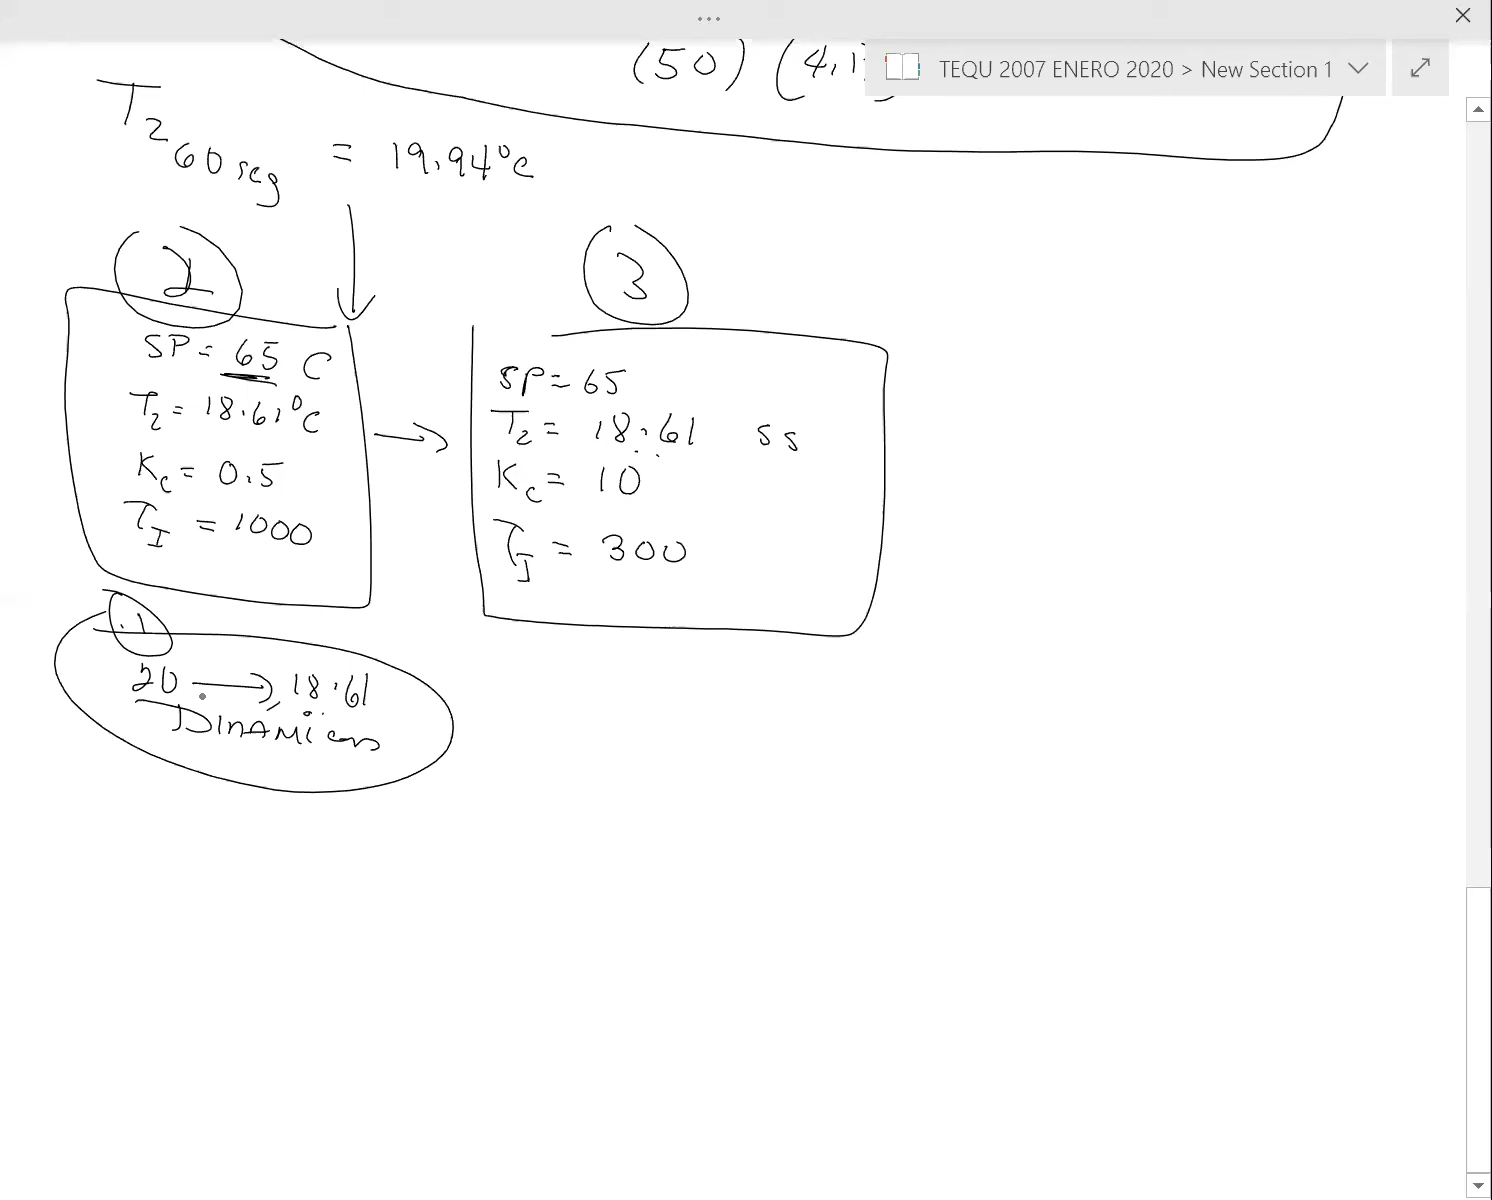 ...
(50) (4.1
TEQU 2007 ENERO 2020 > New Section 1
T2 60 seg = 19.94°C
2
SP = 65 C
T2 = 18.61°C
Kc = 0.5
τI = 1000
3
SP = 65
T2 = 18.61 ss
Kc = 10
τI = 300
1
20 → 18.61